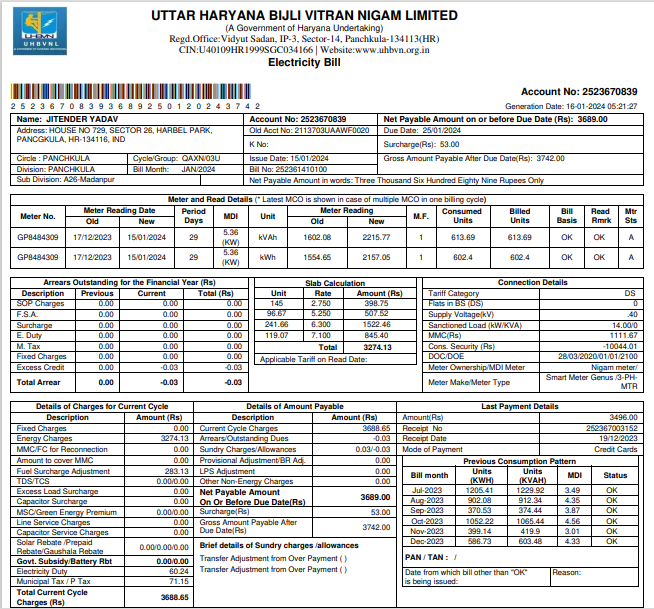 UHBVNL
UTTAR HARYANA BIJLI VITRAN NIGAM LIMITED
(A Government of Haryana Undertaking)
Regd.Office:Vidyut Sadan, IP-3, Sector-14, Panchkula-134113(HR)
CIN:U40109HR1999SGC034166 | Website:www.uhbvn.org.in
Electricity Bill
Account No: 2523670839
Generation Date: 16-01-2024 05:21:27
Name: JITENDER YADAV
Address: HOUSE NO 729, SECTOR 26, HARBEL PARK,
PANCGKULA, HR-134116, IND
Circle : PANCHKULA Cycle/Group: QAXN/03U
Division: PANCHKULA Bill Month: JAN/2024
Sub Division: A26-Madanpur
Account No: 2523670839
Old Acct No: 2113703UAAWF0020
K No:
Issue Date: 15/01/2024
Bill No: 252361410100
Net Payable Amount on or before Due Date(Rs): 3689.00
Due Date: 25/01/2024
Surcharge(Rs): 53.00
Gross Amount Payable After Due Date(Rs): 3742.00
Net Payable Amount in words: Three Thousand Six Hundred Eighty Nine Rupees Only
Meter and Read Details (* Latest MCO is shown in case of multiple MCO in one billing cycle)
Meter No. Meter Reading Date Period Days MDI Unit Meter Reading M.F. Consumed Units Billed Units Bill Basis Read Rmrk Mtr Sts
Old New Old New
GP8484309 17/12/2023 15/01/2024 29 5.36 (KW) kVAh 1602.08 2215.77 1 613.69 613.69 OK OK A
GP8484309 17/12/2023 15/01/2024 29 5.36 (KW) kWh 1554.65 2157.05 1 602.4 602.4 OK OK A
Arrears Outstanding for the Financial Year (Rs)
Description Previous Current Total (Rs)
SOP Charges 0.00 0.00 0.00
F.S.A. 0.00 0.00 0.00
Surcharge 0.00 0.00 0.00
E. Duty 0.00 0.00 0.00
M. Tax 0.00 0.00 0.00
Fixed Charges 0.00 0.00 0.00
Excess Credit -0.03 -0.03
Total Arrear 0.00 -0.03 -0.03
Slab Calculation
Unit Rate Amount (Rs)
145 2.750 398.75
96.67 5.250 507.52
241.66 6.300 1522.46
119.07 7.100 845.40
Total 3274.13
Applicable Tariff on Read Date:
Connection Details
Tariff Category DS
Flats in BS (DS) 0
Supply Voltage(kV) .40
Sanctioned Load (kW/KVA) 14.00/0
MMC(Rs) 1111.67
Cons. Security (Rs) -10044.01
DOC/DOE 28/03/2020/01/01/2100
Meter Ownership/MDI Meter Nigam meter/
Meter Make/Meter Type Smart Meter Genus /3-PH-
MTR
Details of Charges for Current Cycle
Description Amount (Rs)
Fixed Charges 0.00
Energy Charges 3274.13
MMC/FC for Reconnection 0.00
Amount to cover MMC 0.00
Fuel Surcharge Adjustment 283.13
TDS/TCS 0.00/0.00
Excess Load Surcharge 0.00
Capacitor Surcharge 0.00
MSC/Green Energy Premium 0.00/0.00
Line Service Charges 0.00
Capacitor Service Charges 0.00
Solar Rebate /Prepaid
Rebate/Gaushala Rebate 0.00/0.00/0.00
Govt. Subsidy/Battery Rbt 0.00/0.00
Electricity Duty 60.24
Municipal Tax / P Tax 71.15
Total Current Cycle
Charges (Rs) 3688.65
Details of Amount Payable
Description Amount (Rs)
Current Cycle Charges 3688.65
Arrears/Outstanding Dues -0.03
Sundry Charges/Allowances 0.03/-0.03
Provisional Adjustment/BR Adj. 0.00
LPS Adjustment 0.00
Other Non-Energy Charges 0.00
Net Payable Amount
On Or Before Due Date(Rs) 3689.00
Surcharge(Rs) 53.00
Gross Amount Payable After
Due Date(Rs) 3742.00
Brief details of Sundry charges /allowances
Transfer Adjustment from Over Payment ( )
Transfer Adjustment from Over Payment ( )
Last Payment Details
Amount(Rs) 3496.00
Receipt No 252367003152
Receipt Date 19/12/2023
Mode of Payment Credit Cards
Previous Consumption Pattern
Bill month Units (KWH) Units (KVAH) MDI Status
Jul-2023 1205.41 1229.92 3.49 OK
Aug-2023 902.08 912.34 4.35 OK
Sep-2023 370.53 374.44 3.87 OK
Oct-2023 1052.22 1065.44 4.56 OK
Nov-2023 399.14 419.9 3.01 OK
Dec-2023 586.73 603.48 4.33 OK
PAN / TAN : /
Date from which bill other than "OK"
is being issued:
Reason: